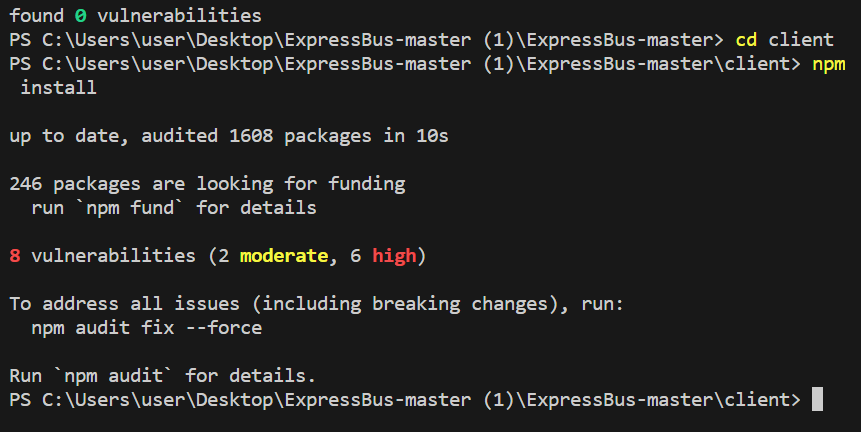 found 0 vulnerabilities
PS C:\Users\user\Desktop\ExpressBus-master (1)\ExpressBus-master> cd client
PS C:\Users\user\Desktop\ExpressBus-master (1)\ExpressBus-master\client> npm
 install
up to date, audited 1608 packages in 10s
246 packages are looking for funding
  run `npm fund` for details
8 vulnerabilities (2 moderate, 6 high)
To address all issues (including breaking changes), run:
  npm audit fix --force
Run `npm audit` for details.
PS C:\Users\user\Desktop\ExpressBus-master (1)\ExpressBus-master\client>